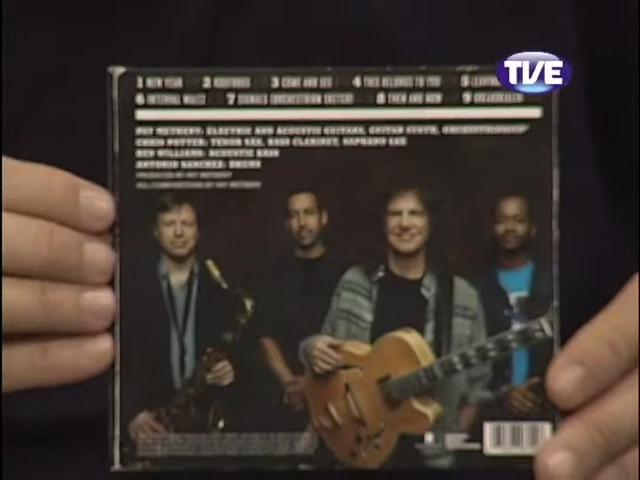 TVE
1 NEW YEAR 2 ROOFDOGS 3 COME AND SEE 4 THIS BELONGS TO YOU 5
6 INTERVAL WALTZ 7 SIGNALS (ORCHESTRION SKETCH) 8 THEN AND NOW 9 BREAKDEALER
PAT METHENY: ELECTRIC AND ACOUSTIC GUITARS, GUITAR SYNTH, ORCHESTRIONICS
CHRIS POTTER: TENOR SAX, BASS CLARINET, SOPRANO SAX
BEN WILLIAMS: ACOUSTIC BASS
ANTONIO SANCHEZ: DRUMS
PRODUCED BY PAT METHENY
ALL COMPOSITIONS BY PAT METHENY